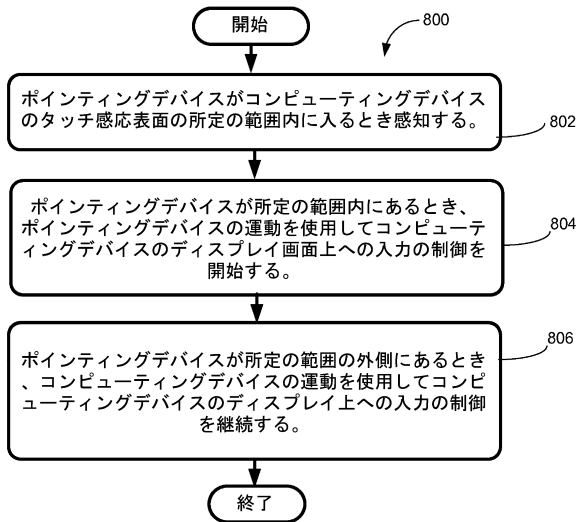 開始
800
ポインティングデバイスがコンピューティングデバイス
のタッチ感応表面の所定の範囲内に入るとき感知する。
802
ポインティングデバイスが所定の範囲内にあるとき、
ポインティングデバイスの運動を使用してコンピューテ
ィングデバイスのディスプレイ画面上への入力の制御を
開始する。
804
ポインティングデバイスが所定の範囲の外側にあるとき
、コンピューティングデバイスの運動を使用してコンピ
ューティングデバイスのディスプレイ上への入力の制御
を継続する。
806
終了